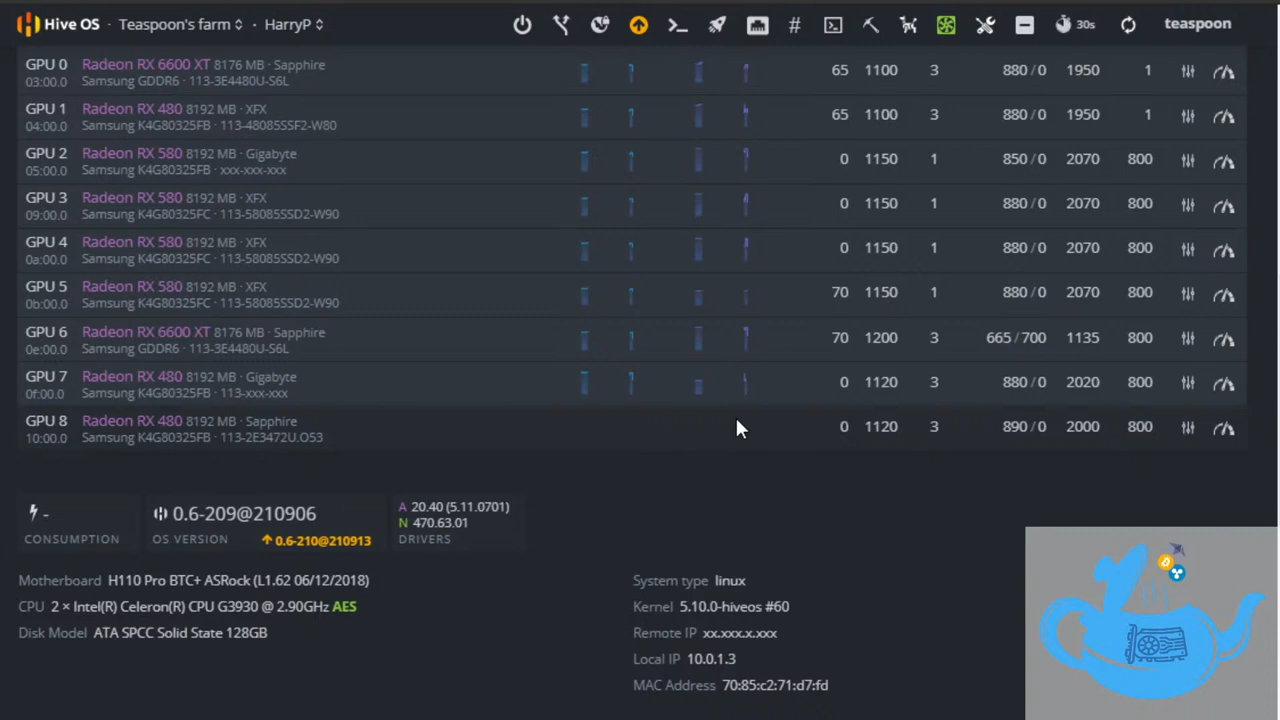 Hive OS Teaspoon's farm HarryP # 30s teaspoon
GPU 0 Radeon RX 6600 XT 8176 MB · Sapphire 65 1100 3 880 / 0 1950 1
03:00.0 Samsung GDDR6 · 113-3E4480U-S6L
GPU 1 Radeon RX 480 8192 MB · XFX 65 1100 3 880 / 0 1950 1
04:00.0 Samsung K4G80325FB · 113-48085SSF2-W80
GPU 2 Radeon RX 580 8192 MB · Gigabyte 0 1150 1 850 / 0 2070 800
05:00.0 Samsung K4G80325FB · xxx-xxx-xxx
GPU 3 Radeon RX 580 8192 MB · XFX 0 1150 1 880 / 0 2070 800
09:00.0 Samsung K4G80325FC · 113-58085SSD2-W90
GPU 4 Radeon RX 580 8192 MB · XFX 0 1150 1 880 / 0 2070 800
0a:00.0 Samsung K4G80325FC · 113-58085SSD2-W90
GPU 5 Radeon RX 580 8192 MB · XFX 70 1150 1 880 / 0 2070 800
0b:00.0 Samsung K4G80325FC · 113-58085SSD2-W90
GPU 6 Radeon RX 6600 XT 8176 MB · Sapphire 70 1200 3 665 / 700 1135 800
0e:00.0 Samsung GDDR6 · 113-3E4480U-S6L
GPU 7 Radeon RX 480 8192 MB · Gigabyte 0 1120 3 880 / 0 2020 800
0f:00.0 Samsung K4G80325FB · 113-xxx-xxx
GPU 8 Radeon RX 480 8192 MB · Sapphire 0 1120 3 890 / 0 2000 800
10:00.0 Samsung K4G80325FB · 113-2E3472U.O53
- 0.6-209@210906 A 20.40 (5.11.0701)
N 470.63.01
CONSUMPTION OS VERSION 0.6-210@210913 DRIVERS
Motherboard H110 Pro BTC+ ASRock (L1.62 06/12/2018)
CPU 2 × Intel(R) Celeron(R) CPU G3930 @ 2.90GHz AES
Disk Model ATA SPCC Solid State 128GB
System type linux
Kernel 5.10.0-hiveos #60
Remote IP xx.xxx.x.xxx
Local IP 10.0.1.3
MAC Address 70:85:c2:71:d7:fd